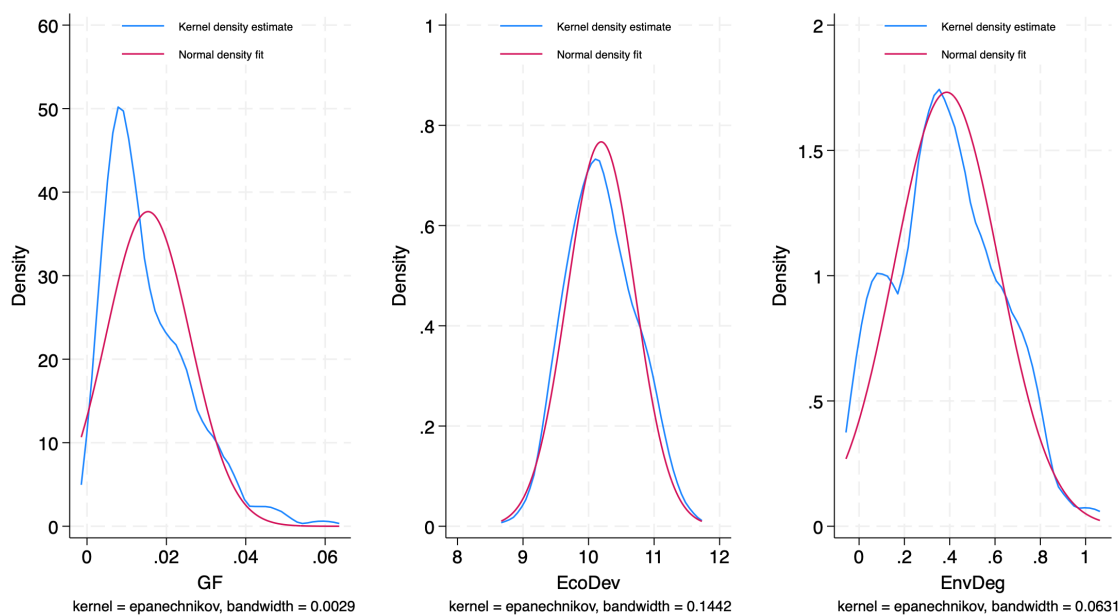 Kernel density estimate
Normal density fit
60
50
40
30
20
10
0
Density
0
.02
.04
.06
GF
kernel = epanechnikov, bandwidth = 0.0029
Kernel density estimate
Normal density fit
1
.8
.6
.4
.2
0
Density
8
9
10
11
12
EcoDev
kernel = epanechnikov, bandwidth = 0.1442
Kernel density estimate
Normal density fit
2
1.5
1
.5
0
Density
0
.2
.4
.6
.8
1
EnvDeg
kernel = epanechnikov, bandwidth = 0.0631